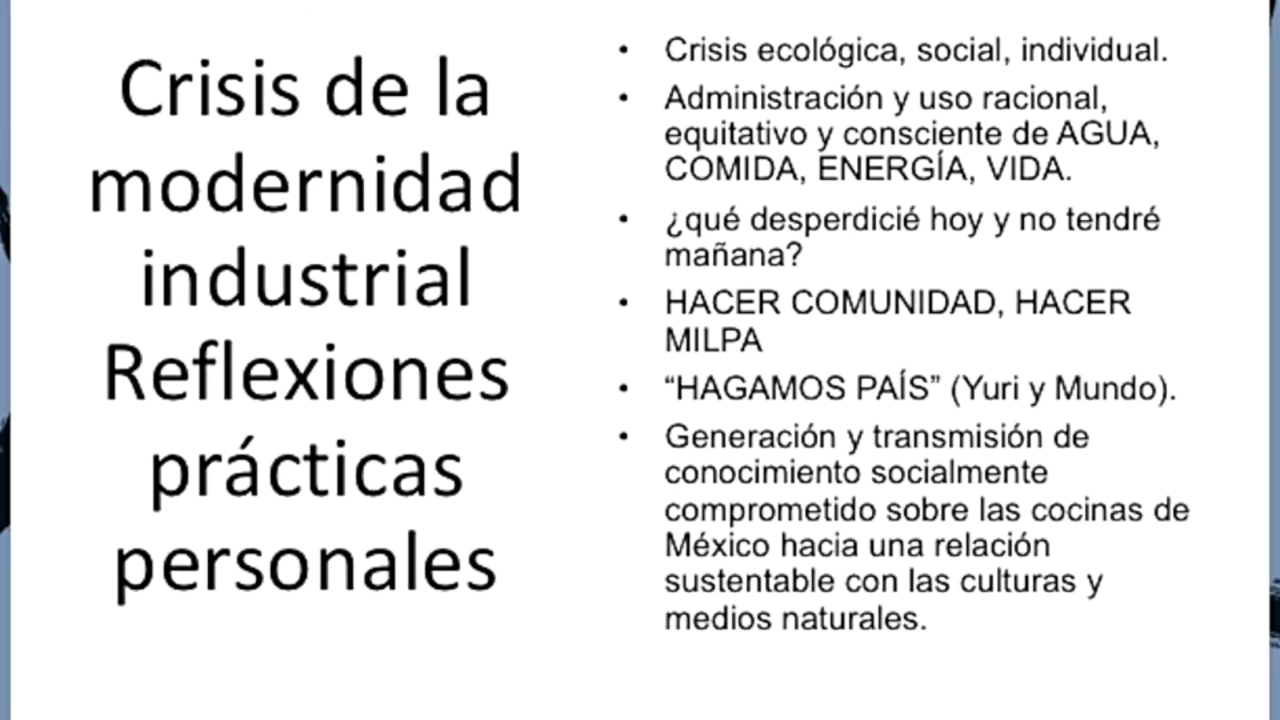 Crisis de la
modernidad
industrial
Reflexiones
prácticas
personales
• Crisis ecológica, social, individual.
• Administración y uso racional,
equitativo y consciente de AGUA,
COMIDA, ENERGÍA, VIDA.
• ¿qué desperdicié hoy y no tendré
mañana?
• HACER COMUNIDAD, HACER
MILPA
• “HAGAMOS PAÍS” (Yuri y Mundo).
• Generación y transmisión de
conocimiento socialmente
comprometido sobre las cocinas de
México hacia una relación
sustentable con las culturas y
medios naturales.